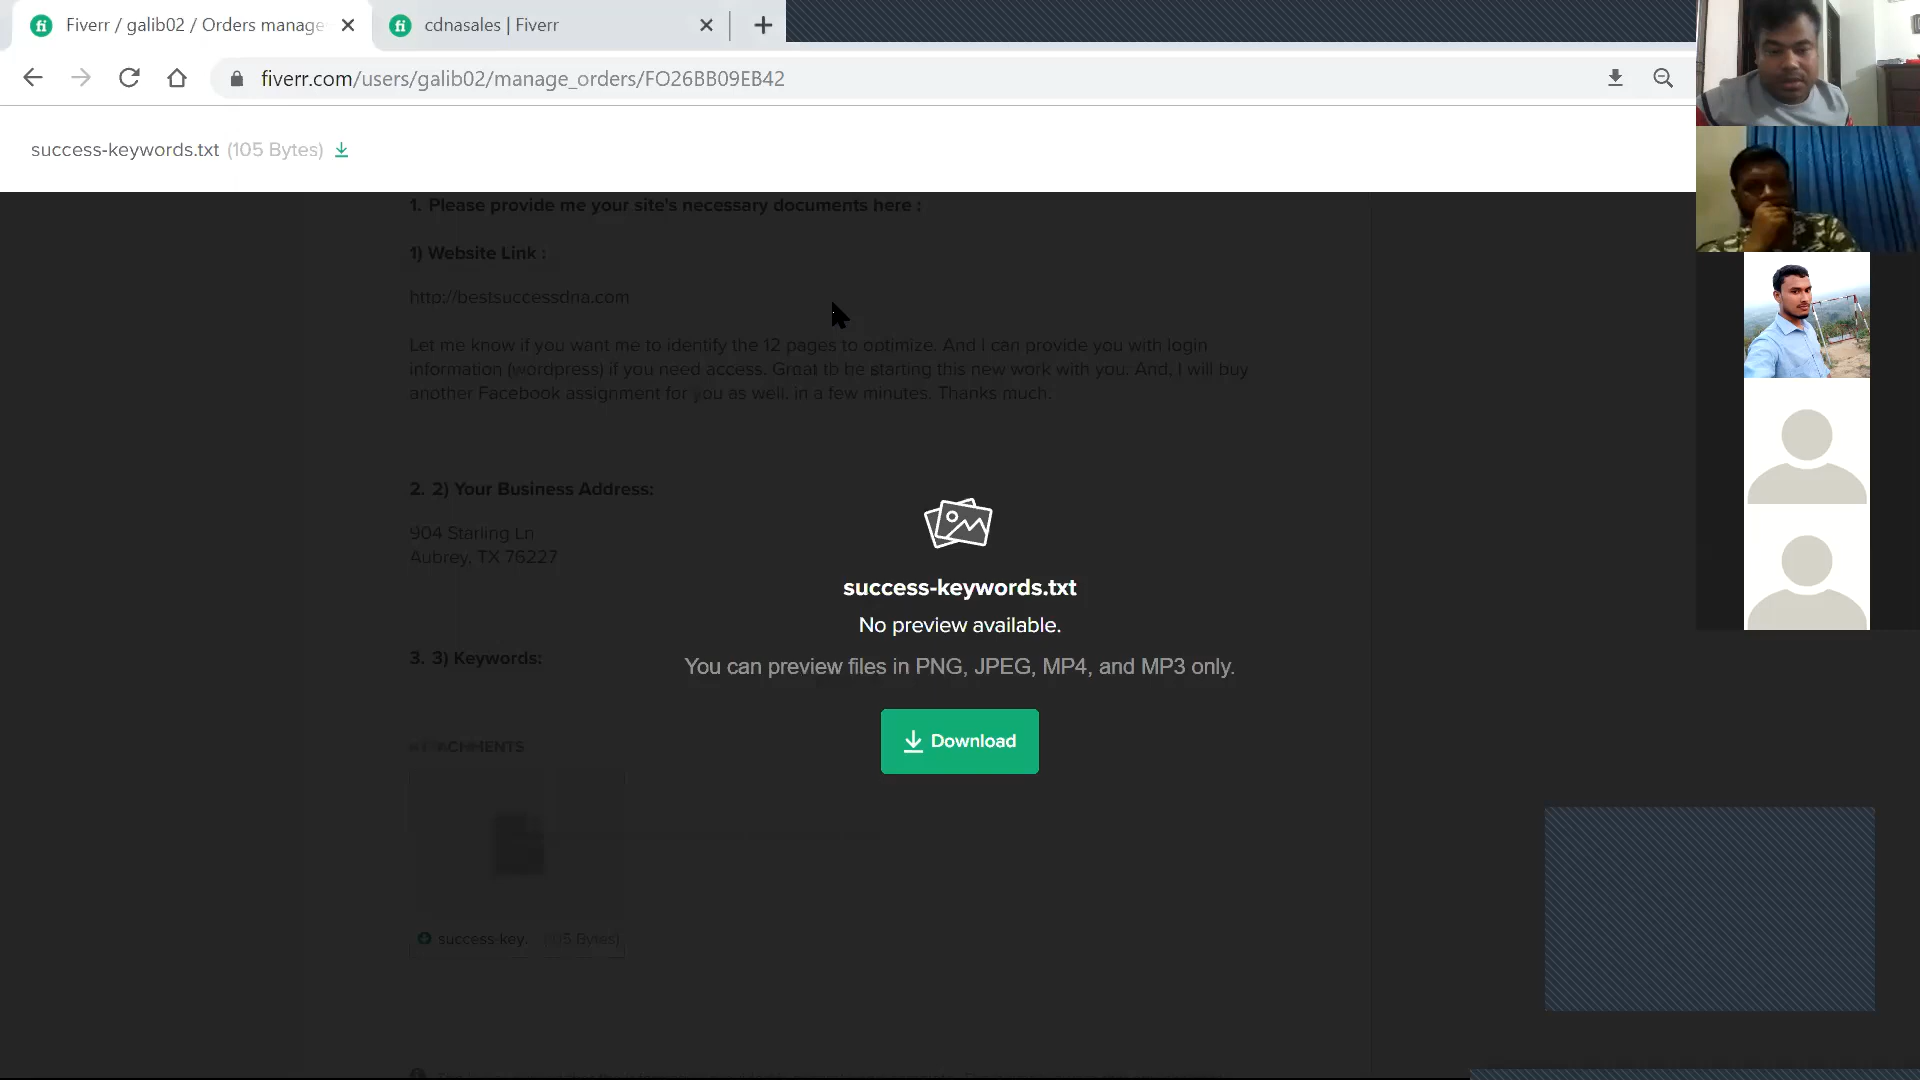 Fiverr / galib02 / Orders manage
cdnasales | Fiverr
fiverr.com/users/galib02/manage_orders/FO26BB09EB42
success-keywords.txt (105 Bytes)
1. Please provide me your site's necessary documents here :
1) Website Link :
http://bestsuccessdna.com
Let me know if you want me to identify the 12 pages to optimize. And I can provide you with login
information (wordpress) if you need access. Great to be starting this new work with you. And, I will buy
another Facebook assignment for you as well, in a few minutes. Thanks much.
2. 2) Your Business Address:
904 Starling Ln
Aubrey, TX 76227
success-keywords.txt
No preview available.
3. 3) Keywords:
You can preview files in PNG, JPEG, MP4, and MP3 only.
Download
ATTACHMENTS
success-key. (105 Bytes)